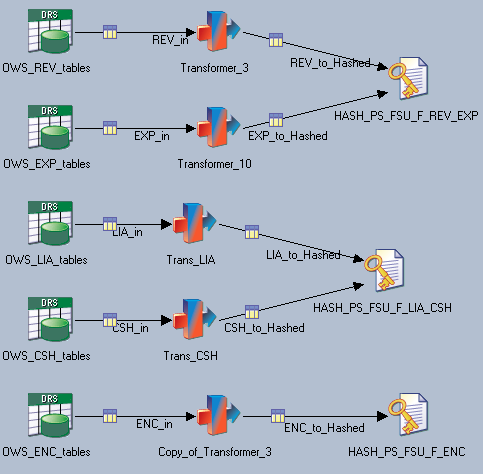 DRS
OWS_REV_tables
REV_in
Transformer_3
REV_to_Hashed
HASH_PS_FSU_F_REV_EXP
DRS
OWS_EXP_tables
EXP_in
Transformer_10
EXP_to_Hashed
DRS
OWS_LIA_tables
LIA_in
Trans_LIA
LIA_to_Hashed
HASH_PS_FSU_F_LIA_CSH
DRS
OWS_CSH_tables
CSH_in
Trans_CSH
CSH_to_Hashed
DRS
OWS_ENC_tables
ENC_in
Copy_of_Transformer_3
ENC_to_Hashed
HASH_PS_FSU_F_ENC